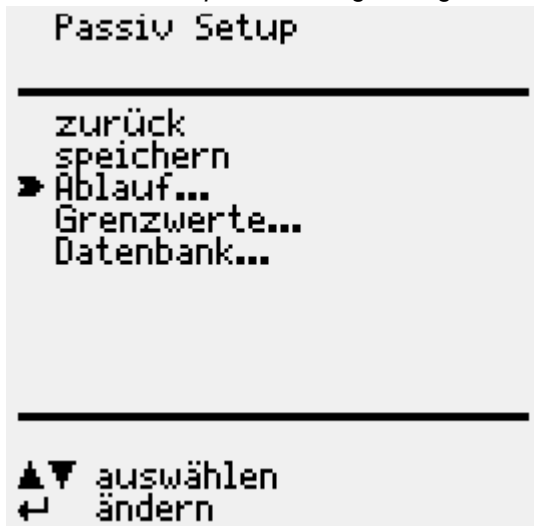 Passiv Setup
zurück
speichern
Ablauf...
Grenzwerte...
Datenbank...
auswählen
ändern